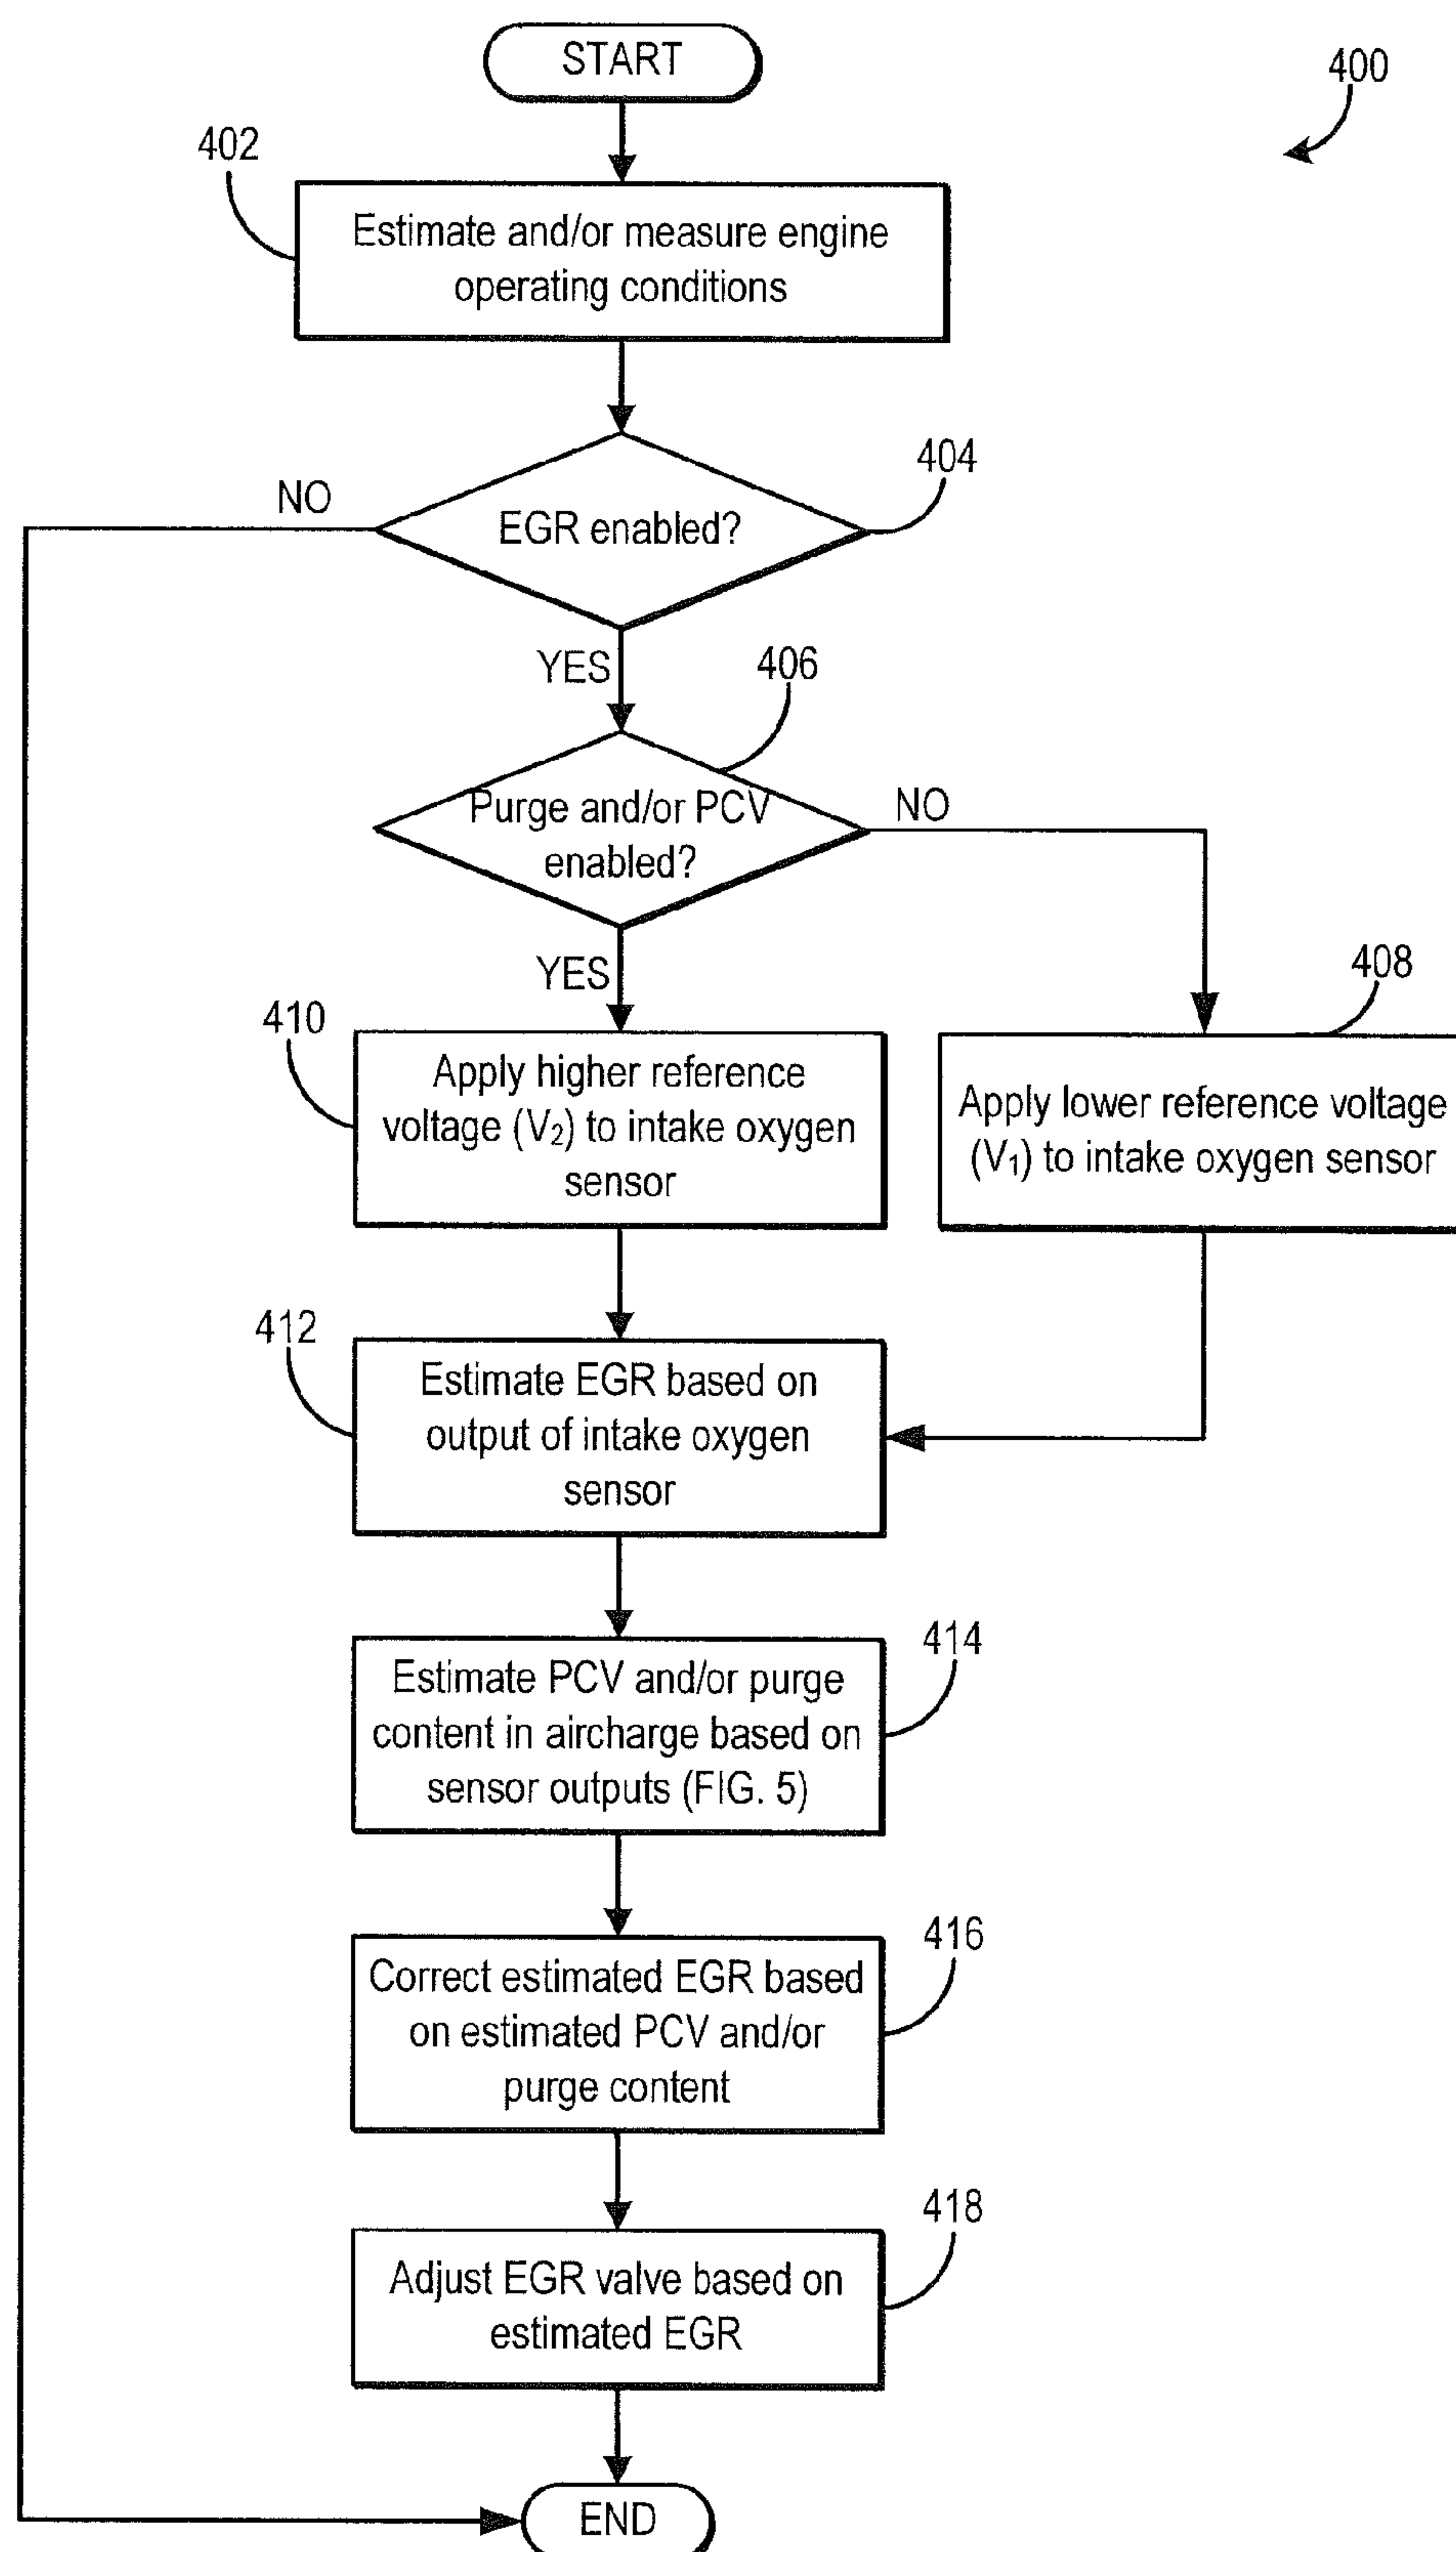 START
400
402
Estimate and/or measure engine
operating conditions
404
NO
EGR enabled?
YES
406
Purge and/or PCV
enabled?
NO
YES
408
410
Apply higher reference
voltage (V₂) to intake oxygen
sensor
Apply lower reference voltage
(V₁) to intake oxygen sensor
412
Estimate EGR based on
output of intake oxygen
sensor
414
Estimate PCV and/or purge
content in aircharge based on
sensor outputs (FIG. 5)
416
Correct estimated EGR based
on estimated PCV and/or
purge content
418
Adjust EGR valve based on
estimated EGR
END